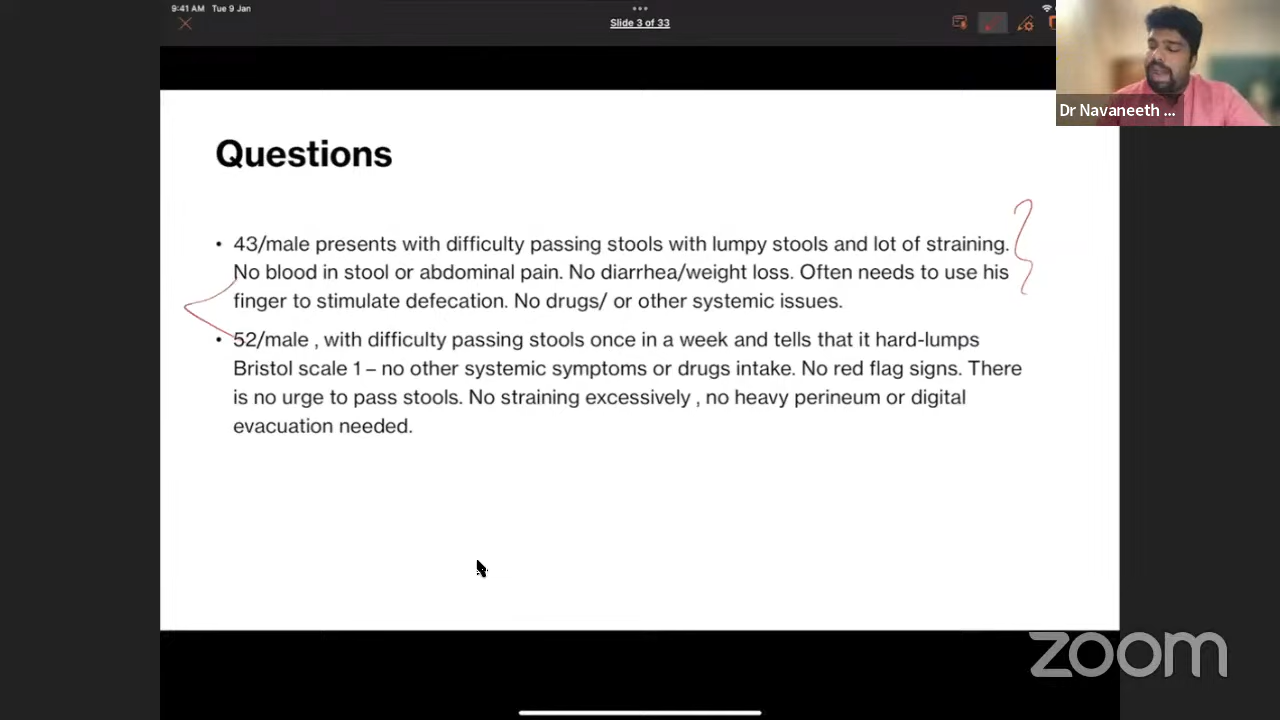 9:41 AM Tue 9 Jan
Slide 3 of 33
Dr Navaneeth ...
Questions
• 43/male presents with difficulty passing stools with lumpy stools and lot of straining.
No blood in stool or abdominal pain. No diarrhea/weight loss. Often needs to use his
finger to stimulate defecation. No drugs/ or other systemic issues.
• 52/male , with difficulty passing stools once in a week and tells that it hard-lumps
Bristol scale 1 – no other systemic symptoms or drugs intake. No red flag signs. There
is no urge to pass stools. No straining excessively , no heavy perineum or digital
evacuation needed.
zoom